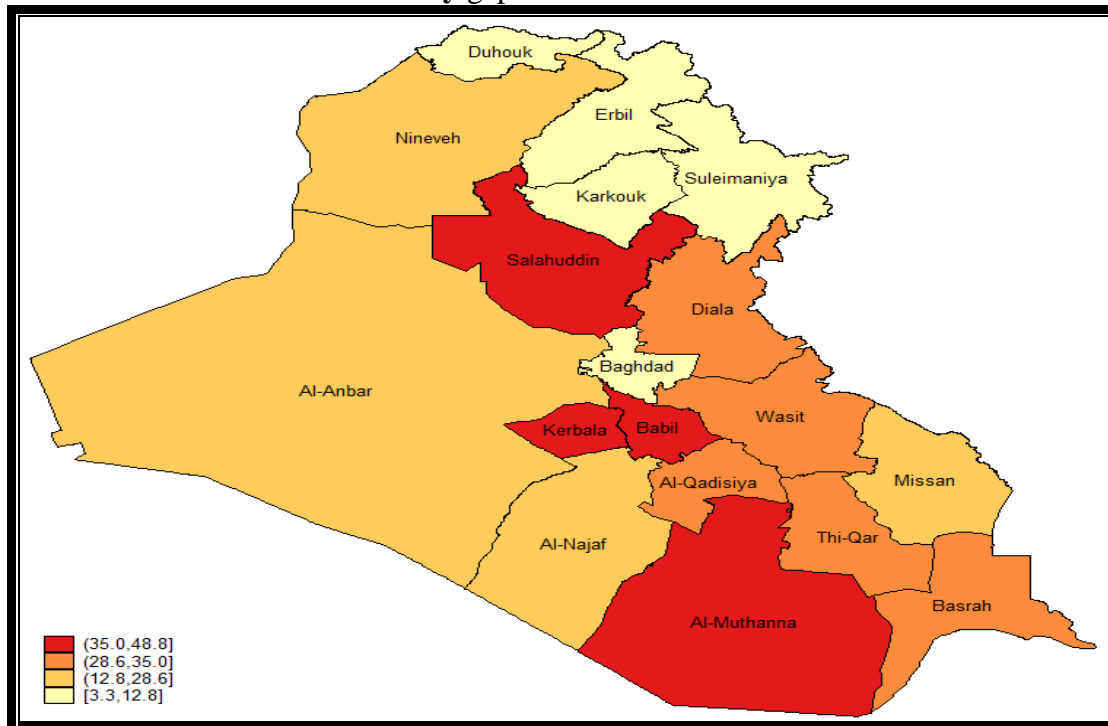 Duhouk
Erbil
Nineveh
Suleimaniya
Karkouk
Salahuddin
Diala
Baghdad
Al-Anbar
Wasit
Kerbala
Babil
Missan
Al-Qadisiya
Thi-Qar
Al-Najaf
Basrah
Al-Muthanna
(35.0,48.8]
(28.6,35.0]
(12.8,28.6]
[3.3,12.8]